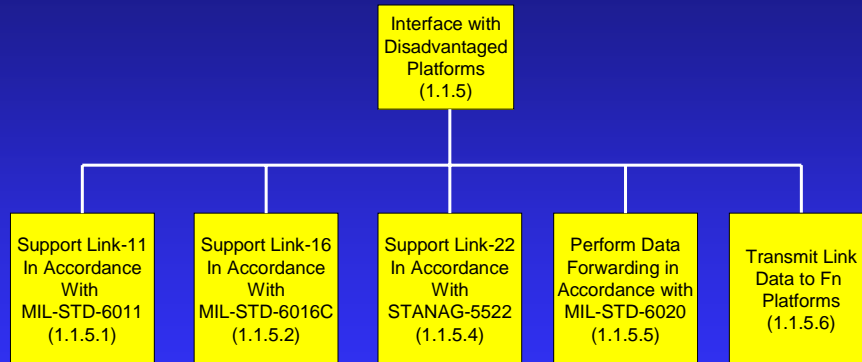 Interface with
Disadvantaged
Platforms
(1.1.5)
Support Link-11
In Accordance
With
MIL-STD-6011
(1.1.5.1)
Support Link-16
In Accordance
With
MIL-STD-6016C
(1.1.5.2)
Support Link-22
In Accordance
With
STANAG-5522
(1.1.5.4)
Perform Data
Forwarding in
Accordance with
MIL-STD-6020
(1.1.5.5)
Transmit Link
Data to Fn
Platforms
(1.1.5.6)